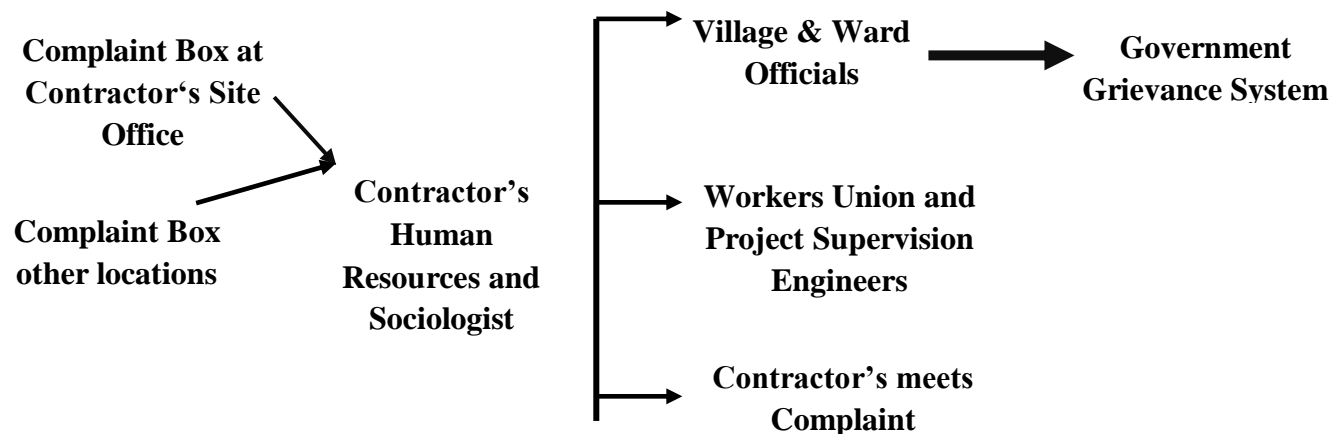 Complaint Box at
Contractor‘s Site
Office
Complaint Box
other locations
Contractor’s
Human
Resources and
Sociologist
Village & Ward
Officials
Government
Grievance System
Workers Union and
Project Supervision
Engineers
Contractor’s meets
Complaint